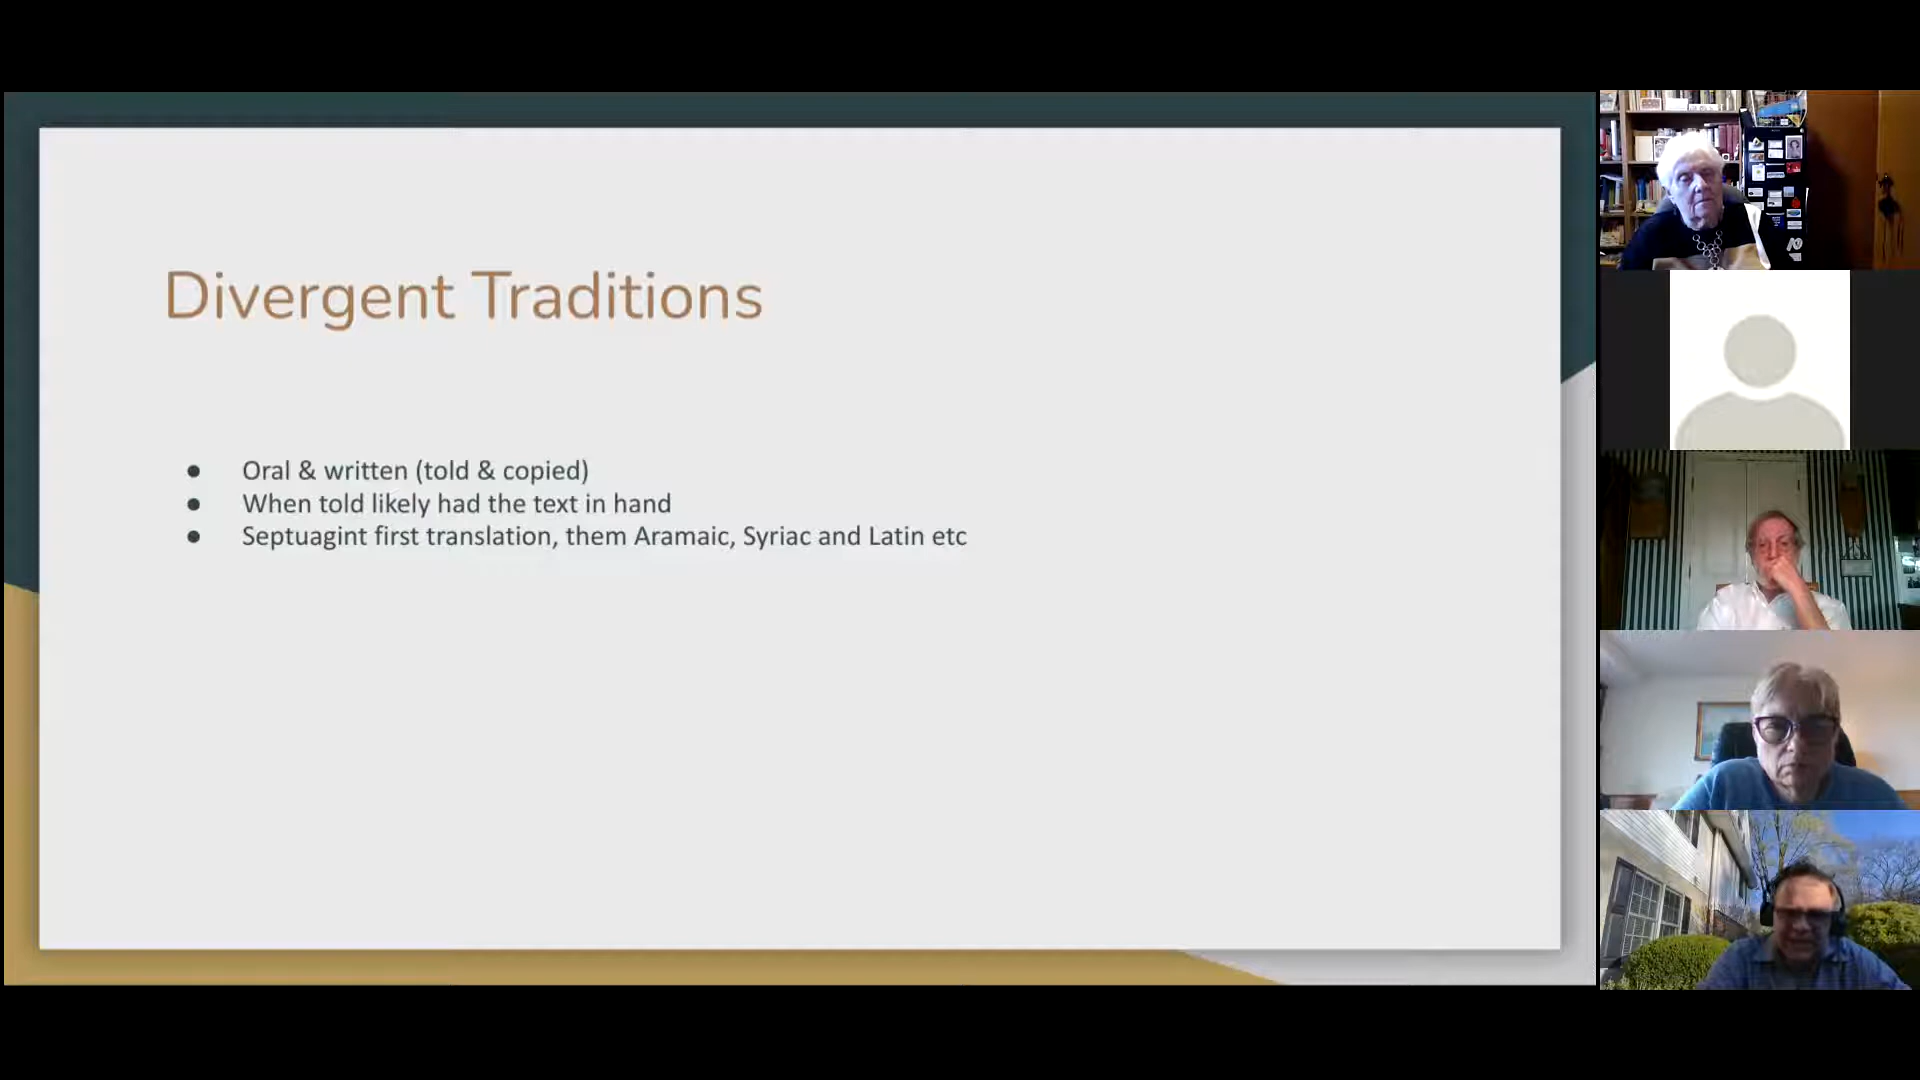 Divergent Traditions
● Oral & written (told & copied)
● When told likely had the text in hand
● Septuagint first translation, them Aramaic, Syriac and Latin etc